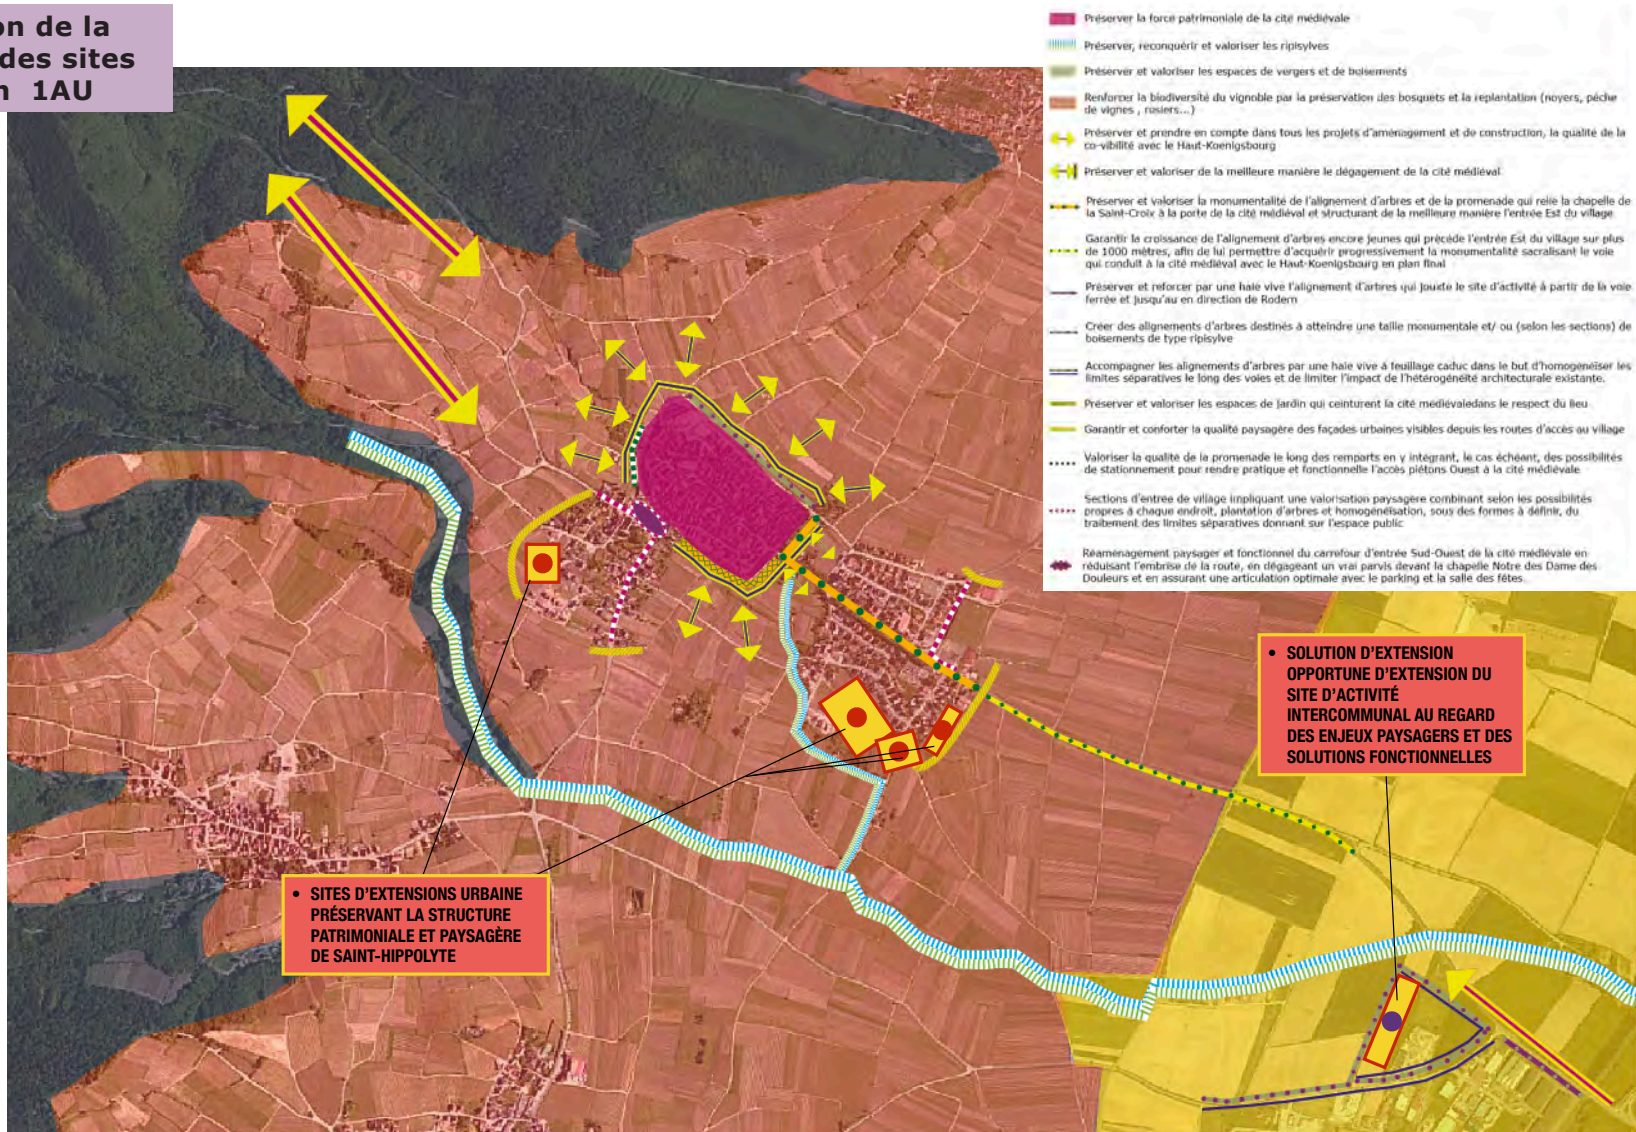 on de la
des sites
n 1AU
Préserver la force patrimoniale de la cité médiévale
Préserver, reconquérir et valoriser les ripisylves
Préserver et valoriser les espaces de vergers et de boisements
Renforcer la biodiversité du vignoble par la préservation des bosquets et la replantation (noyers, pêche
de vignes , rosiers...)
Préserver et prendre en compte dans tous les projets d'aménagement et de construction, la qualité de la
co-vibilité avec le Haut-Koenigsbourg
Préserver et valoriser de la meilleure manière le dégagement de la cité médiéval
Préserver et valoriser la monumentalité de l'alignement d'arbres et de la promenade qui relie la chapelle de
la Saint-Croix à la porte de la cité médiéval et structurant de la meilleure manière l'entrée Est du village
Garantir la croissance de l'alignement d'arbres encore jeunes qui précède l'entrée Est du village sur plus
de 1000 mètres, afin de lui permettre d'acquérir progressivement la monumentalité sacralisant le voie
qui conduit à la cité médiéval avec le Haut-Koenigsbourg en plan final
Préserver et reforcer par une haie vive l'alignement d'arbres qui jouxte le site d'activité à partir de la voie
ferrée et jusqu'au en direction de Rodern
Créer des alignements d'arbres destinés à atteindre une taille monumentale et/ ou (selon les sections) de
boisements de type ripisylve
Accompagner les alignements d'arbres par une haie vive à feuillage caduc dans le but d'homogenéiser les
limites séparatives le long des voies et de limiter l'impact de l'hétérogénéité architecturale existante.
Préserver et valoriser les espaces de jardin qui ceinturent la cité médiévaledans le respect du lieu
Garantir et conforter la qualité paysagère des façades urbaines visibles depuis les routes d'accès au village
Valoriser la qualité de la promenade le long des remparts en y intégrant, le cas échéant, des possibilités
de stationnement pour rendre pratique et fonctionnelle l'accès piétons Ouest à la cité médiévale
Sections d'entrée de village impliquant une valorisation paysagère combinant selon les possibilités
propres à chaque endroit, plantation d'arbres et homogénéisation, sous des formes à définir, du
traitement des limites séparatives donnant sur l'espace public
Réaménagement paysager et fonctionnel du carrefour d'entrée Sud-Ouest de la cité médiévale en
réduisant l'embrise de la route, en dégageant un vrai parvis devant la chapelle Notre des Dame des
Douleurs et en assurant une articulation optimale avec le parking et la salle des fêtes.
• SOLUTION D'EXTENSION
OPPORTUNE D'EXTENSION DU
SITE D'ACTIVITÉ
INTERCOMMUNAL AU REGARD
DES ENJEUX PAYSAGERS ET DES
SOLUTIONS FONCTIONNELLES
• SITES D'EXTENSIONS URBAINE
PRÉSERVANT LA STRUCTURE
PATRIMONIALE ET PAYSAGÈRE
DE SAINT-HIPPOLYTE